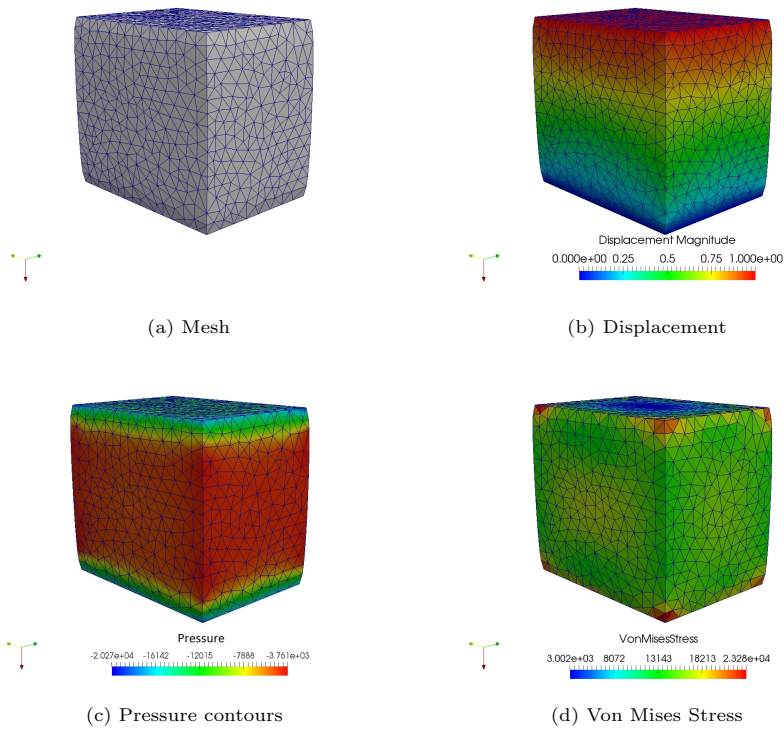 Displacement Magnitude
0.000e+00 0.25 0.5 0.75 1.000e+00
(a) Mesh
(b) Displacement
Pressure
-2.027e+04 -16142 -12015 -7888 -3.761e+03
VonMisesStress
3.002e+03 8072 13143 18213 2.328e+04
(c) Pressure contours
(d) Von Mises Stress